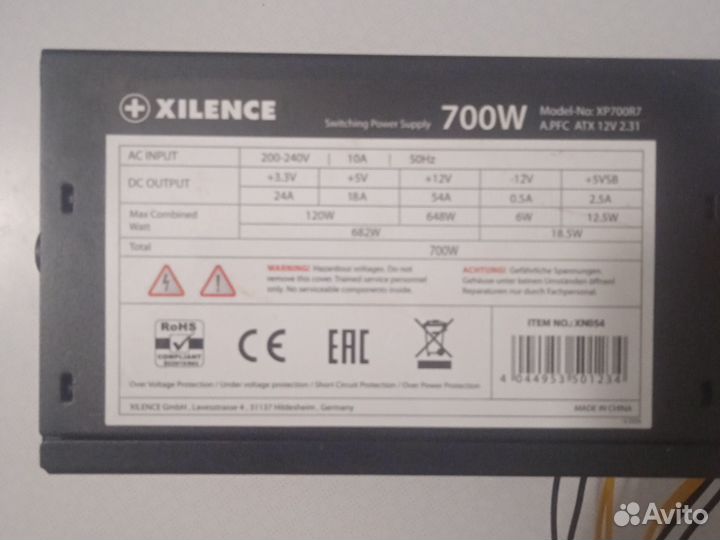 XILENCE
Switching Power Supply 700W Model-No: XP700R7
A.PFC ATX 12V 2.31
AC INPUT 200-240V 10A 50Hz
DC OUTPUT +3.3V +5V +12V -12V +5VSB
24A 18A 54A 0.5A 2.5A
Max Combined Watt 120W 648W 6W 12.5W
682W 18.5W
Total 700W
WARNING! Hazardous voltages. Do not
remove this cover. Trained service personnel
only. No serviceable components inside.
ACHTUNG! Gefährliche Spannungen.
Gehäuse unter keinen Umständen öffnen!
Reparaturen nur durch Fachpersonal.
RoHS
COMPLIANT
CE
EAC
ITEM NO.: XN054
4 044953 501234
Over Voltage Protection / Under voltage protection / Short Circuit Protection / Over Power Protection
XILENCE GmbH , Lavesstrasse 4 , 31137 Hildesheim , Germany
MADE IN CHINA
Avito